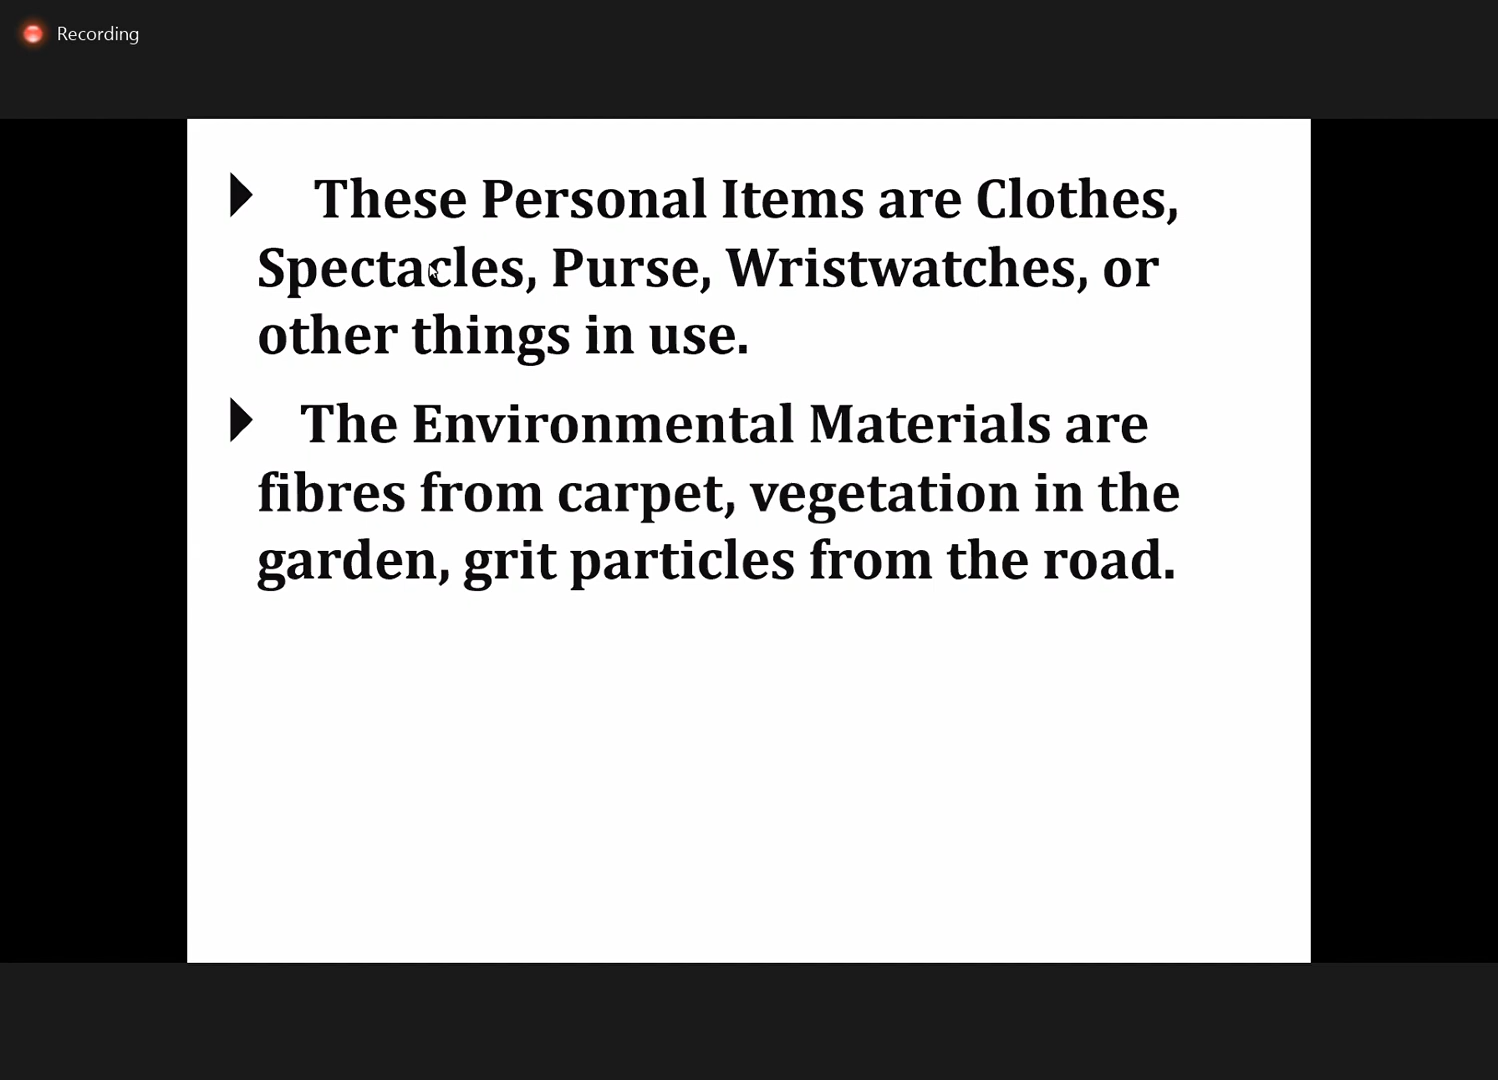 Recording
These Personal Items are Clothes,
Spectacles, Purse, Wristwatches, or
other things in use.
The Environmental Materials are
fibres from carpet, vegetation in the
garden, grit particles from the road.